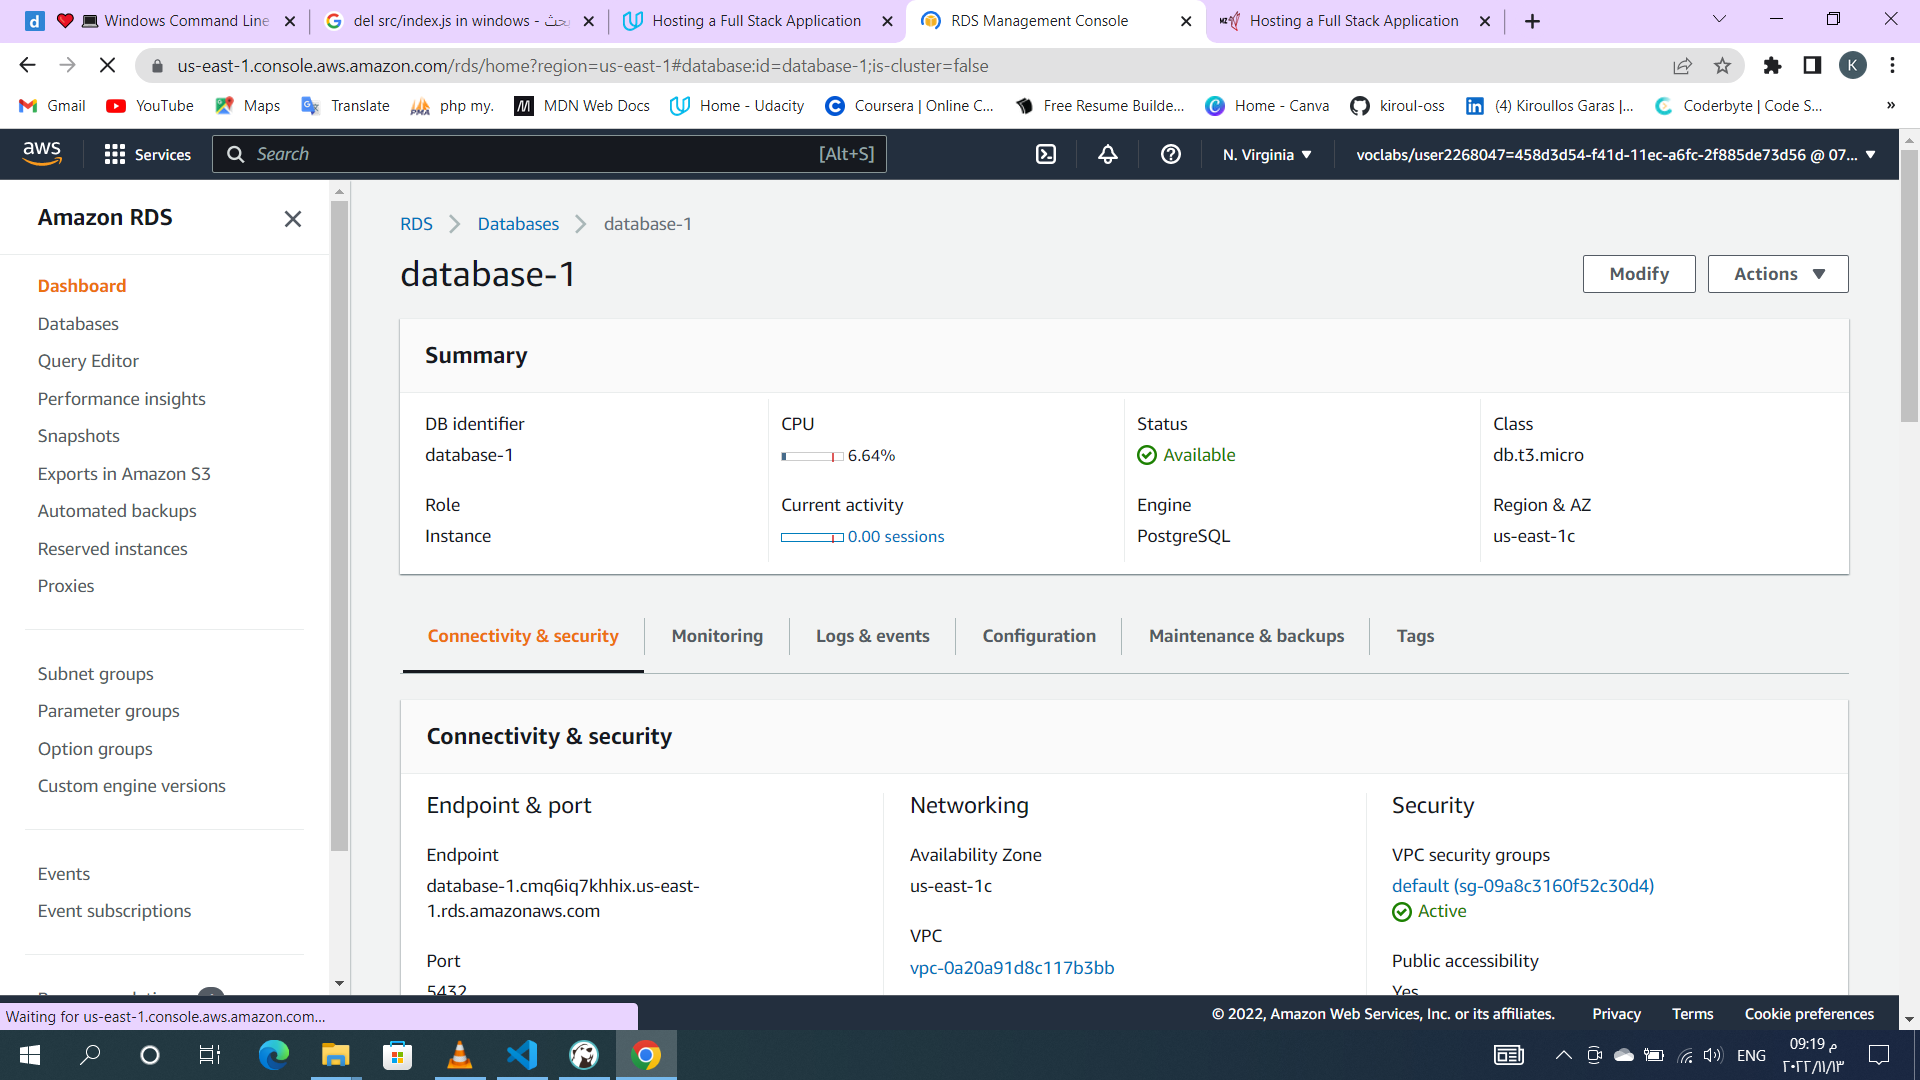 Windows Command Line
del src/index.js in windows - بحث
Hosting a Full Stack Application
RDS Management Console
Hosting a Full Stack Application
us-east-1.console.aws.amazon.com/rds/home?region=us-east-1#database:id=database-1;is-cluster=false
K
Gmail
YouTube
Maps
Translate
php my.
MDN Web Docs
Home - Udacity
Coursera | Online C...
Free Resume Builde...
Home - Canva
kiroul-oss
(4) Kiroullos Garas |...
Coderbyte | Code S...
»
aws
Services
Search
[Alt+S]
N. Virginia
voclabs/user2268047=458d3d54-f41d-11ec-a6fc-2f885de73d56 @ 07...
Amazon RDS
Dashboard
Databases
Query Editor
Performance insights
Snapshots
Exports in Amazon S3
Automated backups
Reserved instances
Proxies
Subnet groups
Parameter groups
Option groups
Custom engine versions
Events
Event subscriptions
RDS
Databases
database-1
database-1
Modify
Actions
Summary
DB identifier
database-1
CPU
6.64%
Status
Available
Class
db.t3.micro
Role
Instance
Current activity
0.00 sessions
Engine
PostgreSQL
Region & AZ
us-east-1c
Connectivity & security
Monitoring
Logs & events
Configuration
Maintenance & backups
Tags
Connectivity & security
Endpoint & port
Endpoint
database-1.cmq6iq7khhix.us-east-
1.rds.amazonaws.com
Port
5432
Networking
Availability Zone
us-east-1c
VPC
vpc-0a20a91d8c117b3bb
Security
VPC security groups
default (sg-09a8c3160f52c30d4)
Active
Public accessibility
Yes
Waiting for us-east-1.console.aws.amazon.com...
© 2022, Amazon Web Services, Inc. or its affiliates.
Privacy
Terms
Cookie preferences
ENG
09:19 م
٢٠٢٢/١١/١٣